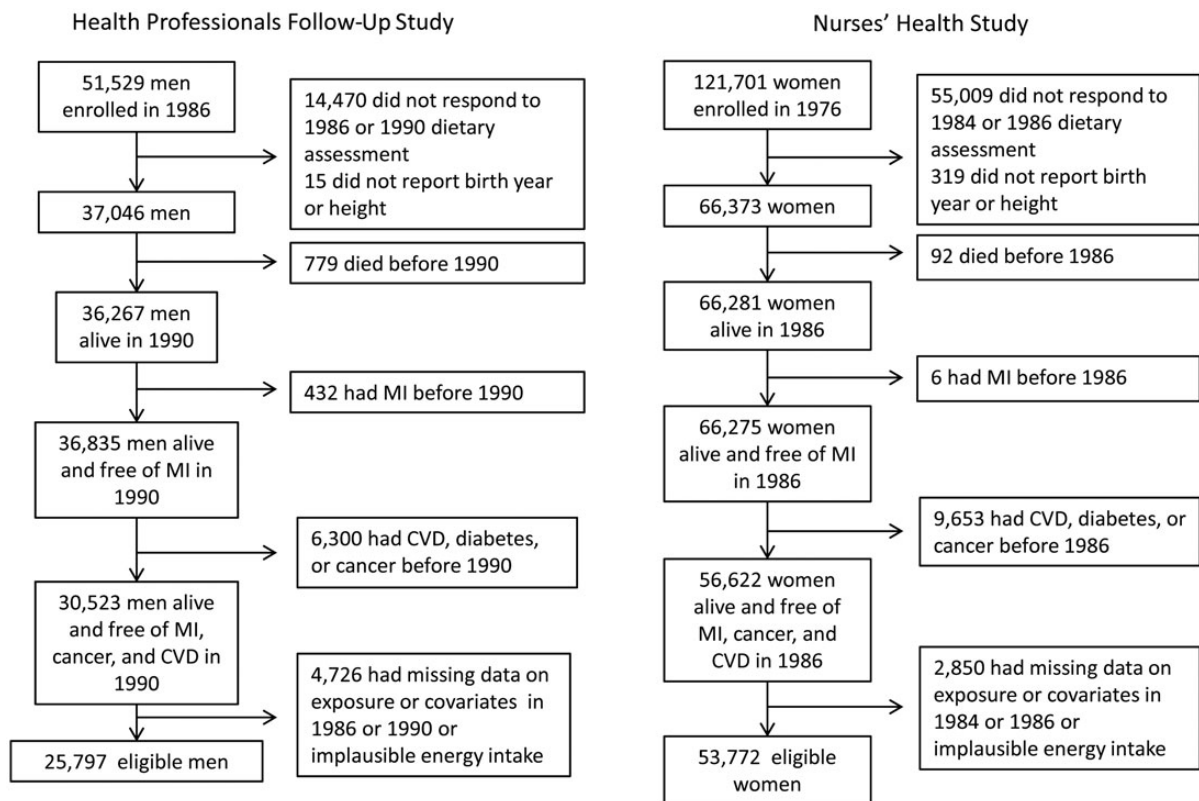 Health Professionals Follow-Up Study
51,529 men
enrolled in 1986
14,470 did not respond to
1986 or 1990 dietary
assessment
15 did not report birth year
or height
37,046 men
779 died before 1990
36,267 men
alive in 1990
432 had MI before 1990
36,835 men alive
and free of MI in
1990
6,300 had CVD, diabetes,
or cancer before 1990
30,523 men alive
and free of MI,
cancer, and CVD in
1990
4,726 had missing data on
exposure or covariates in
1986 or 1990 or
implausible energy intake
25,797 eligible men
Nurses’ Health Study
121,701 women
enrolled in 1976
55,009 did not respond to
1984 or 1986 dietary
assessment
319 did not report birth
year or height
66,373 women
92 died before 1986
66,281 women
alive in 1986
6 had MI before 1986
66,275 women
alive and free of MI
in 1986
9,653 had CVD, diabetes, or
cancer before 1986
56,622 women
alive and free of
MI, cancer, and
CVD in 1986
2,850 had missing data on
exposure or covariates in
1984 or 1986 or
implausible energy intake
53,772 eligible
women